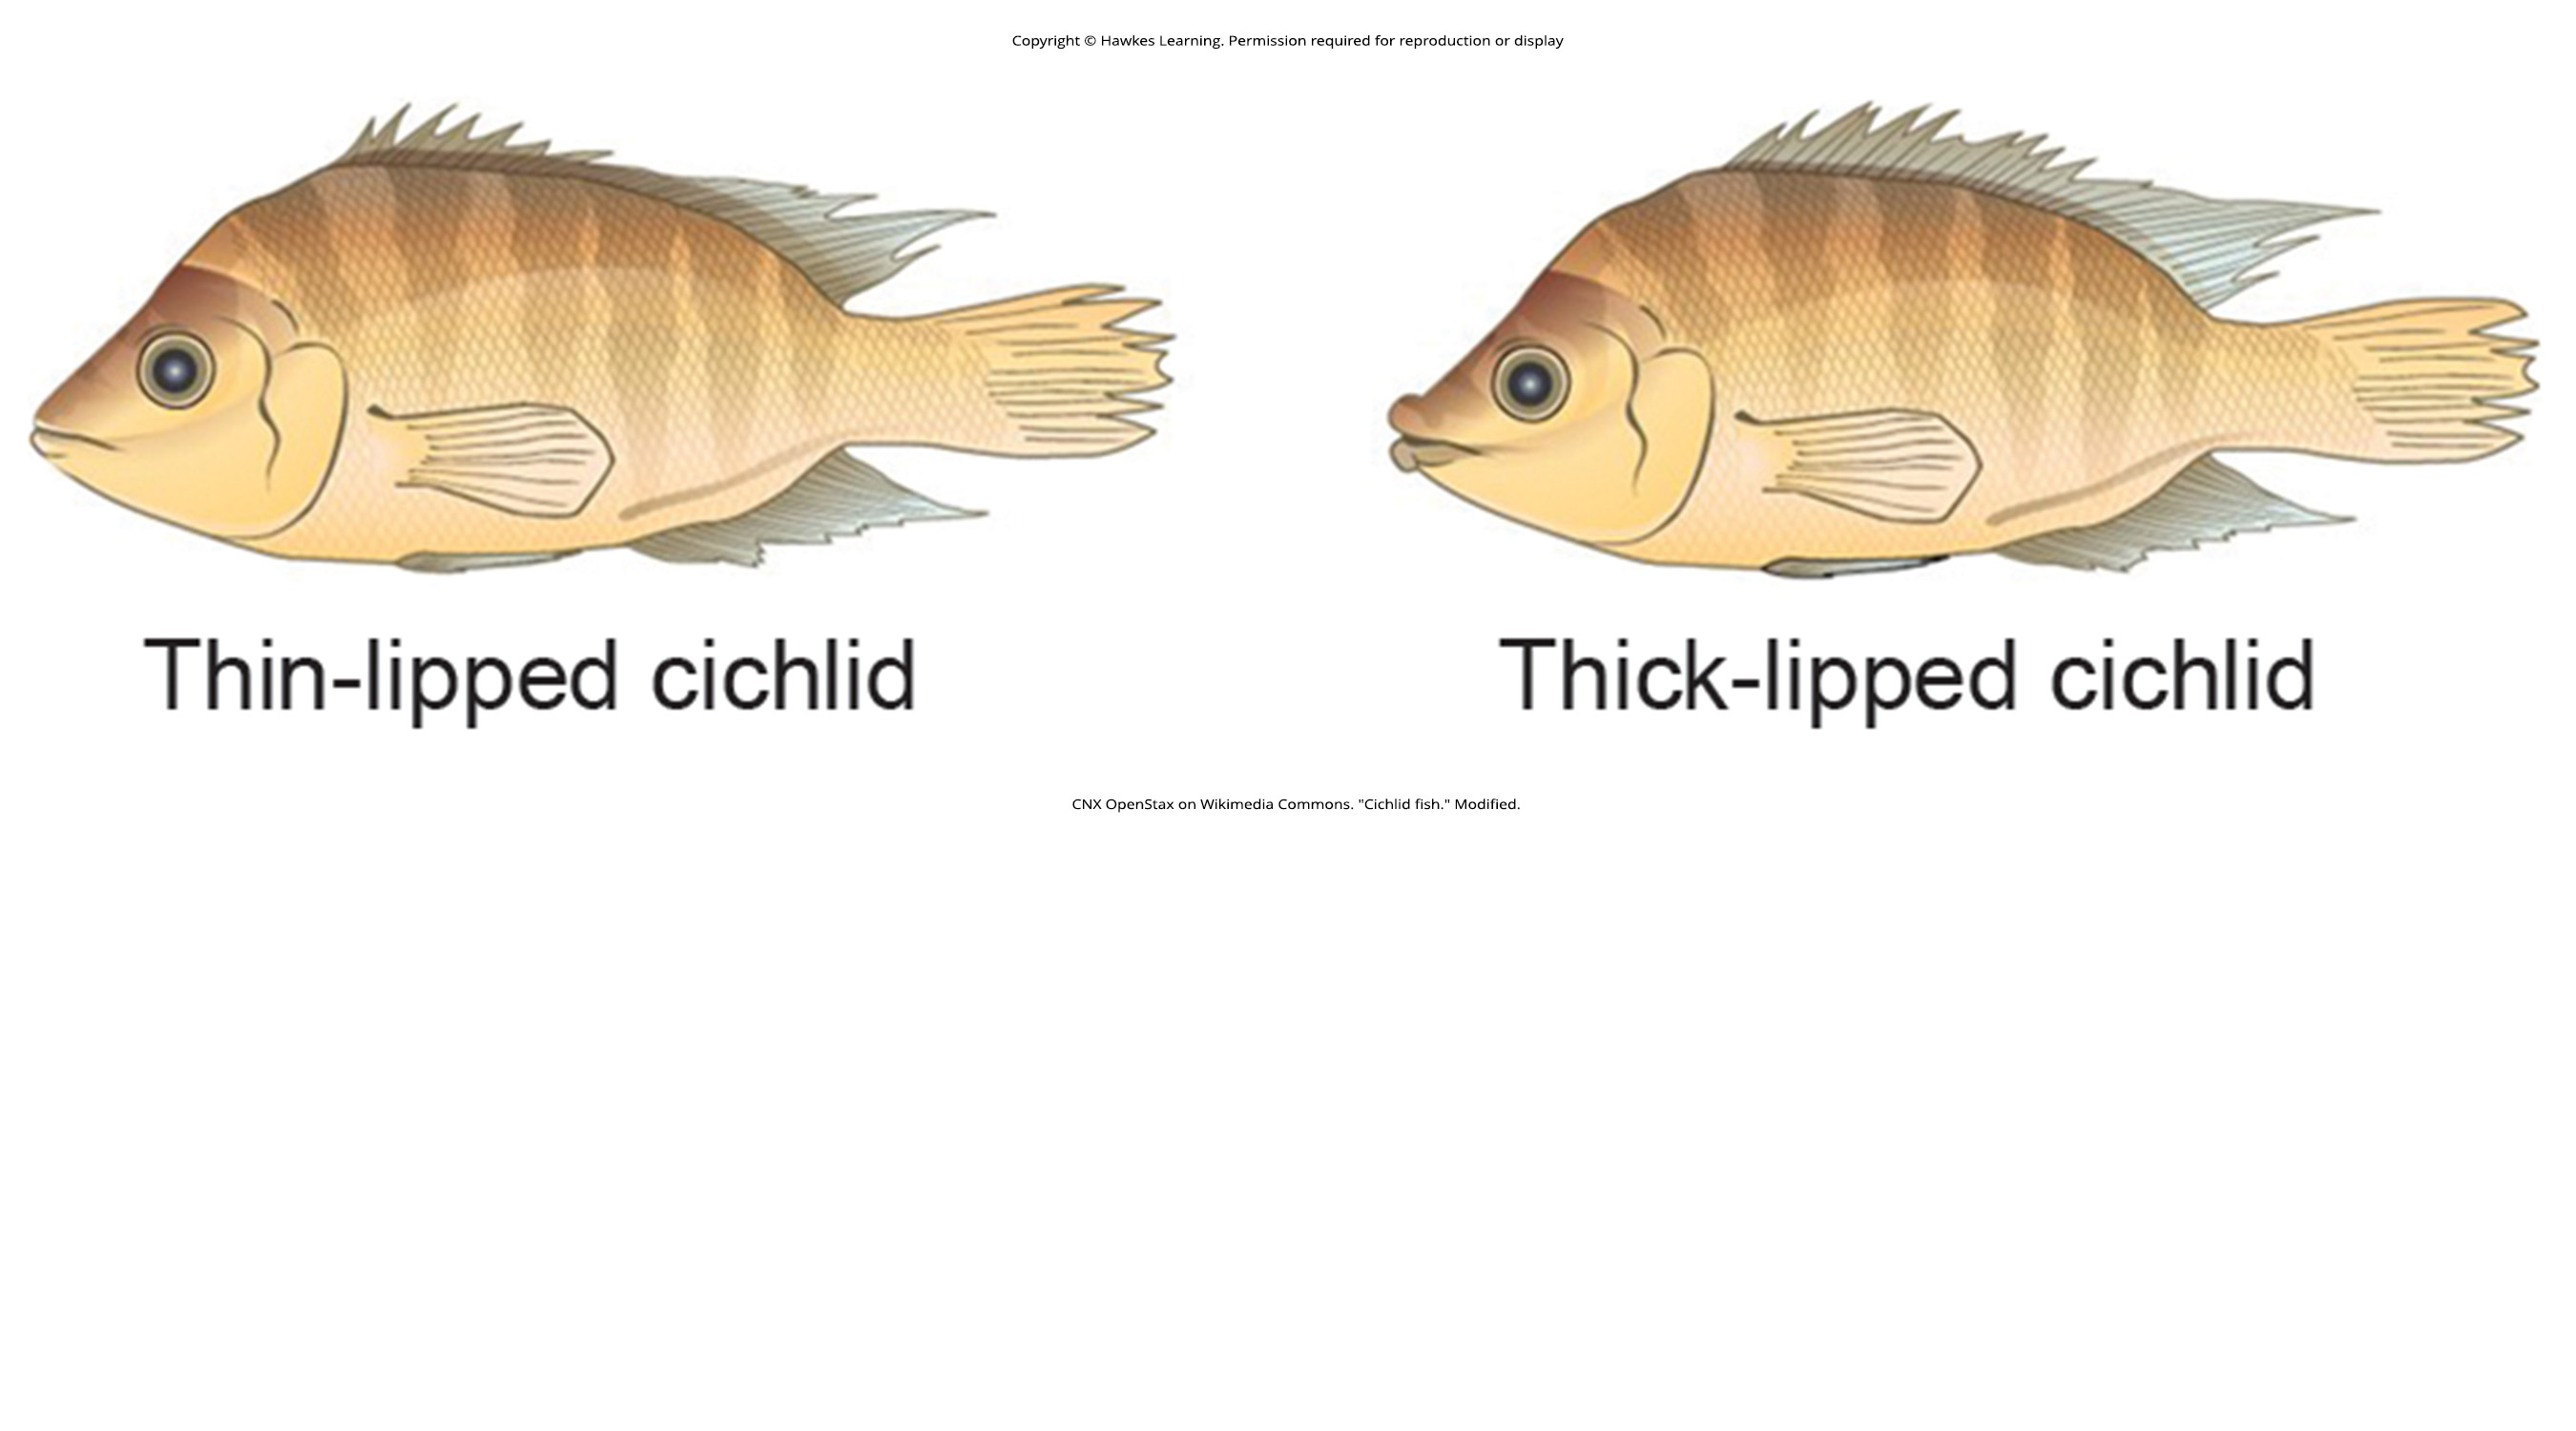 Copyright © Hawkes Learning. Permission required for reproduction or display
Thin-lipped cichlid
Thick-lipped cichlid
CNX OpenStax on Wikimedia Commons. "Cichlid fish." Modified.